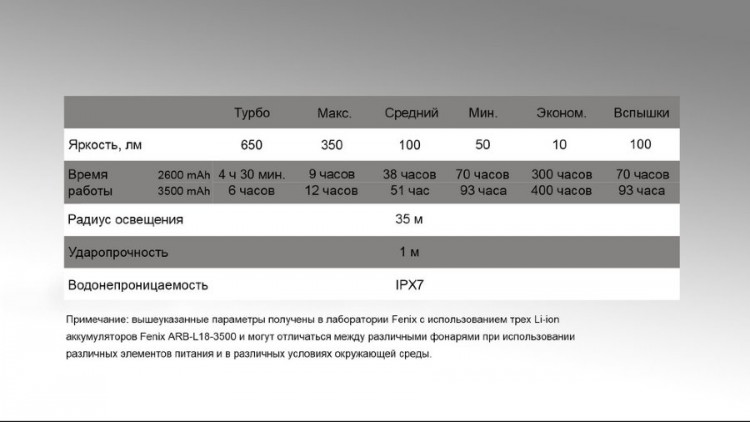 Турбо Макс. Средний Мин. Эконом. Вспышки
Яркость, лм 650 350 100 50 10 100
Время 2600 mAh 4 ч 30 мин. 9 часов 38 часов 70 часов 300 часов 70 часов
работы 3500 mAh 6 часов 12 часов 51 час 93 часа 400 часов 93 часа
Радиус освещения 35 м
Ударопрочность 1 м
Водонепроницаемость IPX7
Примечание: вышеуказанные параметры получены в лаборатории Fenix с использованием трех Li-ion
аккумуляторов Fenix ARB-L18-3500 и могут отличаться между различными фонарями при использовании
различных элементов питания и в различных условиях окружающей среды.